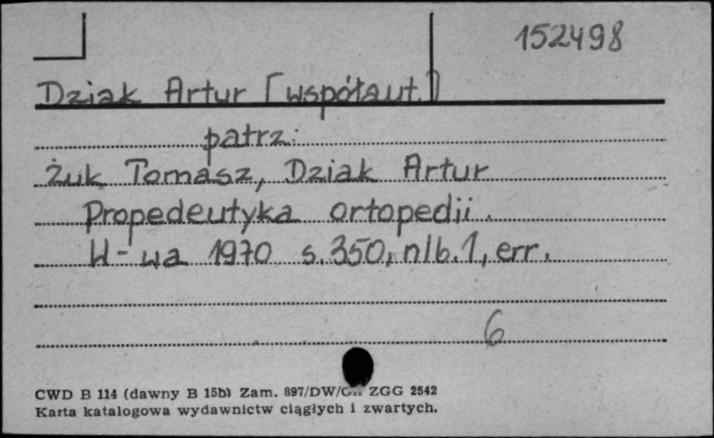 152498
Dziak Artur [współaut.]
patrz:
Żuk Tomasz, Dziak Artur
Propedeutyka ortopedii.
W-wa 1970 s.350, nlb.1, err.
6
CWD B 114 (dawny B 15b) Zam. 897/DW/ ZGG 2542
Karta katalogowa wydawnictw ciągłych i zwartych.